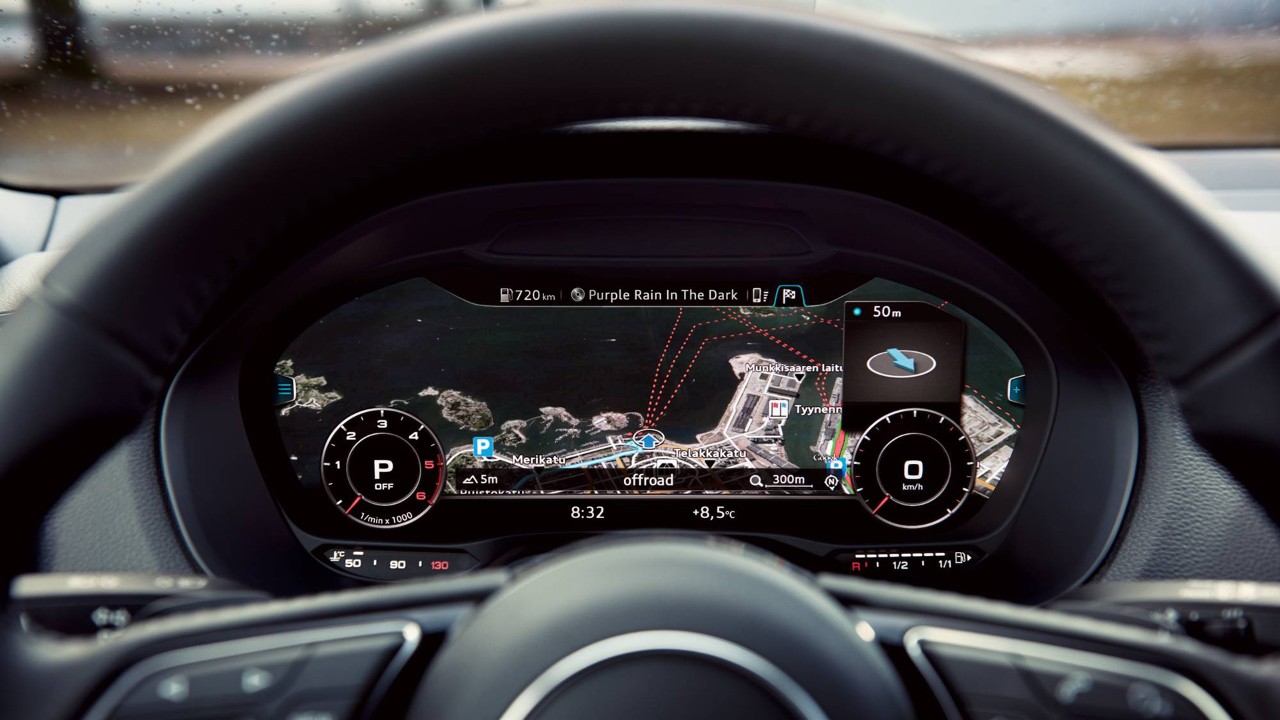 720 km
Purple Rain In The Dark
50 m
Munkkisaaren laitu
Tyynenn
P
Merikatu
Telakkakatu
P
5m
offroad
300m
N
1
2
3
4
5
6
P
OFF
1/min x 1000
0
km/h
8:32
+8,5°C
°C
50
90
130
R
1/2
1/1